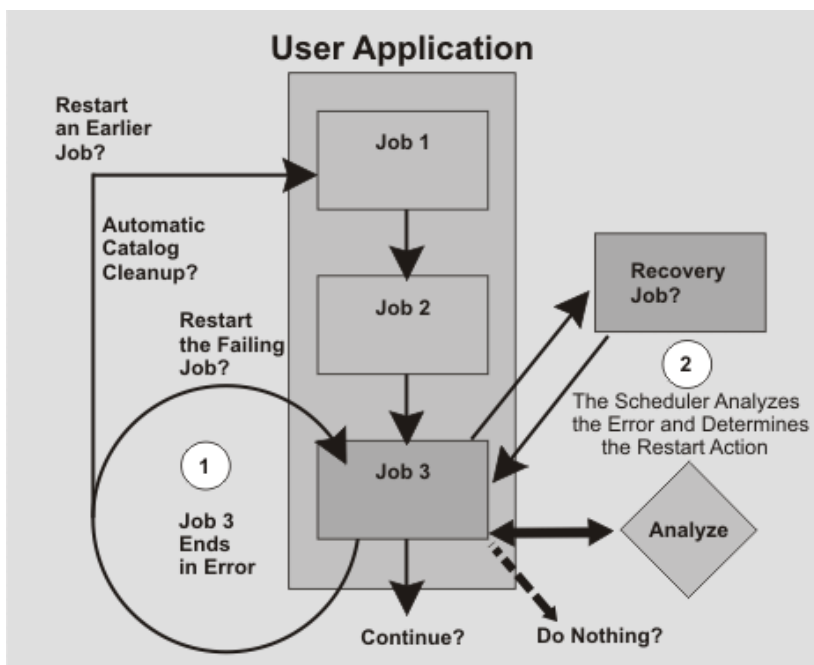 User Application
Restart
an Earlier
Job?
Job 1
Automatic
Catalog
Cleanup?
Recovery
Job?
Job 2
Restart
the Failing
Job?
2
The Scheduler Analyzes
the Error and Determines
the Restart Action
1
Job 3
Job 3
Ends
in Error
Analyze
Continue?
Do Nothing?